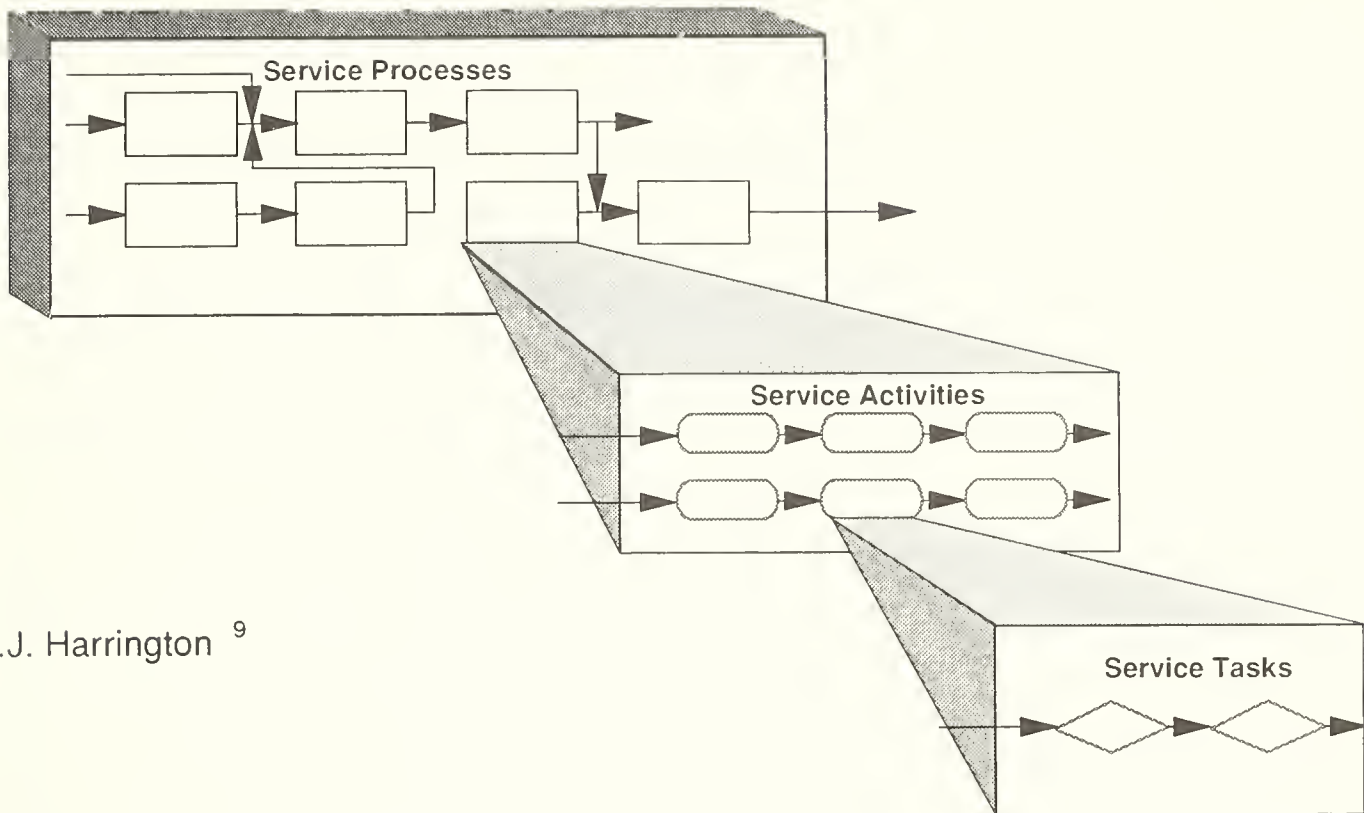 Service Processes
Service Activities
.J. Harrington 9
Service Tasks